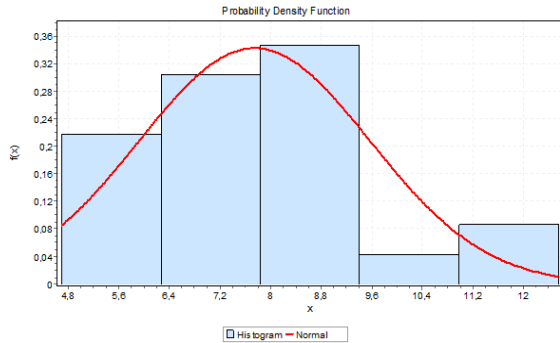 Probability Density Function
f(x)
0,36
0,32
0,28
0,24
0,2
0,16
0,12
0,08
0,04
0
4,8 5,6 6,4 7,2 8 8,8 9,6 10,4 11,2 12
x
Histogram Normal